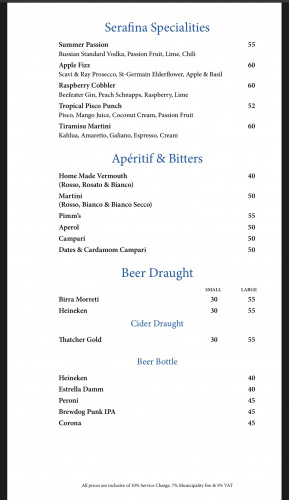 Serafina Specialities
Summer Passion 55
Russian Standard Vodka, Passion Fruit, Lime, Chili
Apple Fizz 60
Scavi & Ray Prosecco, St-Germain Elderflower, Apple & Basil
Raspberry Cobbler 60
Beefeater Gin, Peach Schnapps, Raspberry, Lime
Tropical Pisco Punch 52
Pisco, Mango Juice, Coconut Cream, Passion Fruit
Tiramisu Martini 60
Kahlua, Amaretto, Galiano, Espresso, Cream
Apéritif & Bitters
Home Made Vermouth 40
(Rosso, Rosato & Bianco)
Martini 50
(Rosso, Bianco & Bianco Secco)
Pimm's 55
Aperol 50
Campari 50
Dates & Cardamom Campari 50
Beer Draught
SMALL LARGE
Birra Morreti 30 55
Heineken 30 55
Cider Draught
Thatcher Gold 30 55
Beer Bottle
Heineken 40
Estrella Damm 40
Peroni 45
Brewdog Punk IPA 45
Corona 45
All prices are inclusive of 10% Service Charge, 7% Municipality Fee & 5% VAT